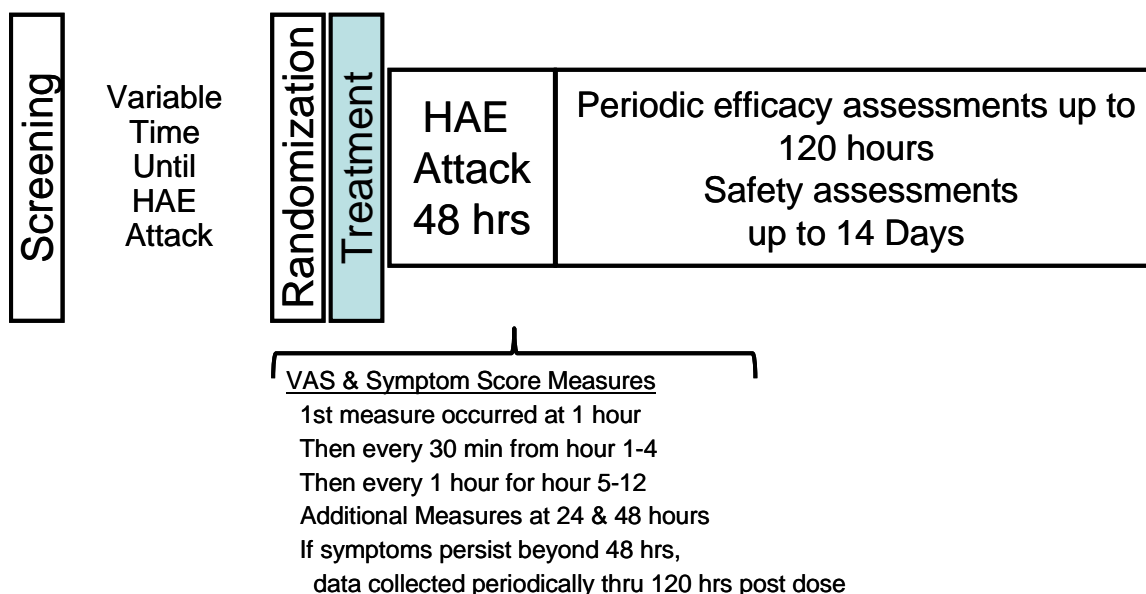 Screening
Variable
Time
Until
HAE
Attack
Randomization
Treatment
HAE
Attack
48 hrs
Periodic efficacy assessments up to
120 hours
Safety assessments
up to 14 Days
VAS & Symptom Score Measures
1st measure occurred at 1 hour
Then every 30 min from hour 1-4
Then every 1 hour for hour 5-12
Additional Measures at 24 & 48 hours
If symptoms persist beyond 48 hrs,
data collected periodically thru 120 hrs post dose